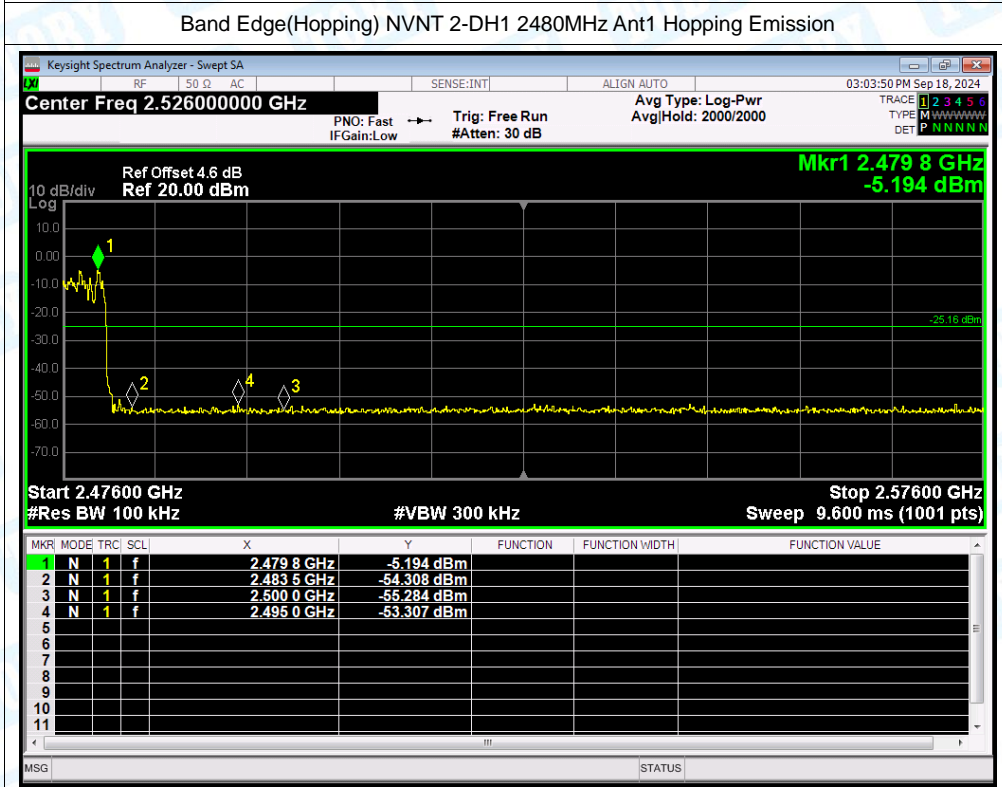 Band Edge(Hopping) NVNT 2-DH1 2480MHz Ant1 Hopping Emission
Keysight Spectrum Analyzer - Swept SA
LXI RF 50 Ω AC SENSE:INT ALIGN AUTO 03:03:50 PM Sep 18, 2024
Center Freq 2.526000000 GHz
PNO: Fast
IFGain:Low
Trig: Free Run
#Atten: 30 dB
Avg Type: Log-Pwr
Avg|Hold: 2000/2000
TRACE 1 2 3 4 5 6
TYPE M WWWWW
DET P N N N N N
Mkr1 2.479 8 GHz
-5.194 dBm
Ref Offset 4.6 dB
10 dB/div Ref 20.00 dBm
Log
10.0
0.00
-10.0
-20.0
-30.0
-40.0
-50.0
-60.0
-70.0
1
2
4
3
-25.16 dBm
Start 2.47600 GHz Stop 2.57600 GHz
#Res BW 100 kHz #VBW 300 kHz Sweep 9.600 ms (1001 pts)
MKR MODE TRC SCL X Y FUNCTION FUNCTION WIDTH FUNCTION VALUE
1 N 1 f 2.479 8 GHz -5.194 dBm
2 N 1 f 2.483 5 GHz -54.308 dBm
3 N 1 f 2.500 0 GHz -55.284 dBm
4 N 1 f 2.495 0 GHz -53.307 dBm
5
6
7
8
9
10
11
MSG STATUS